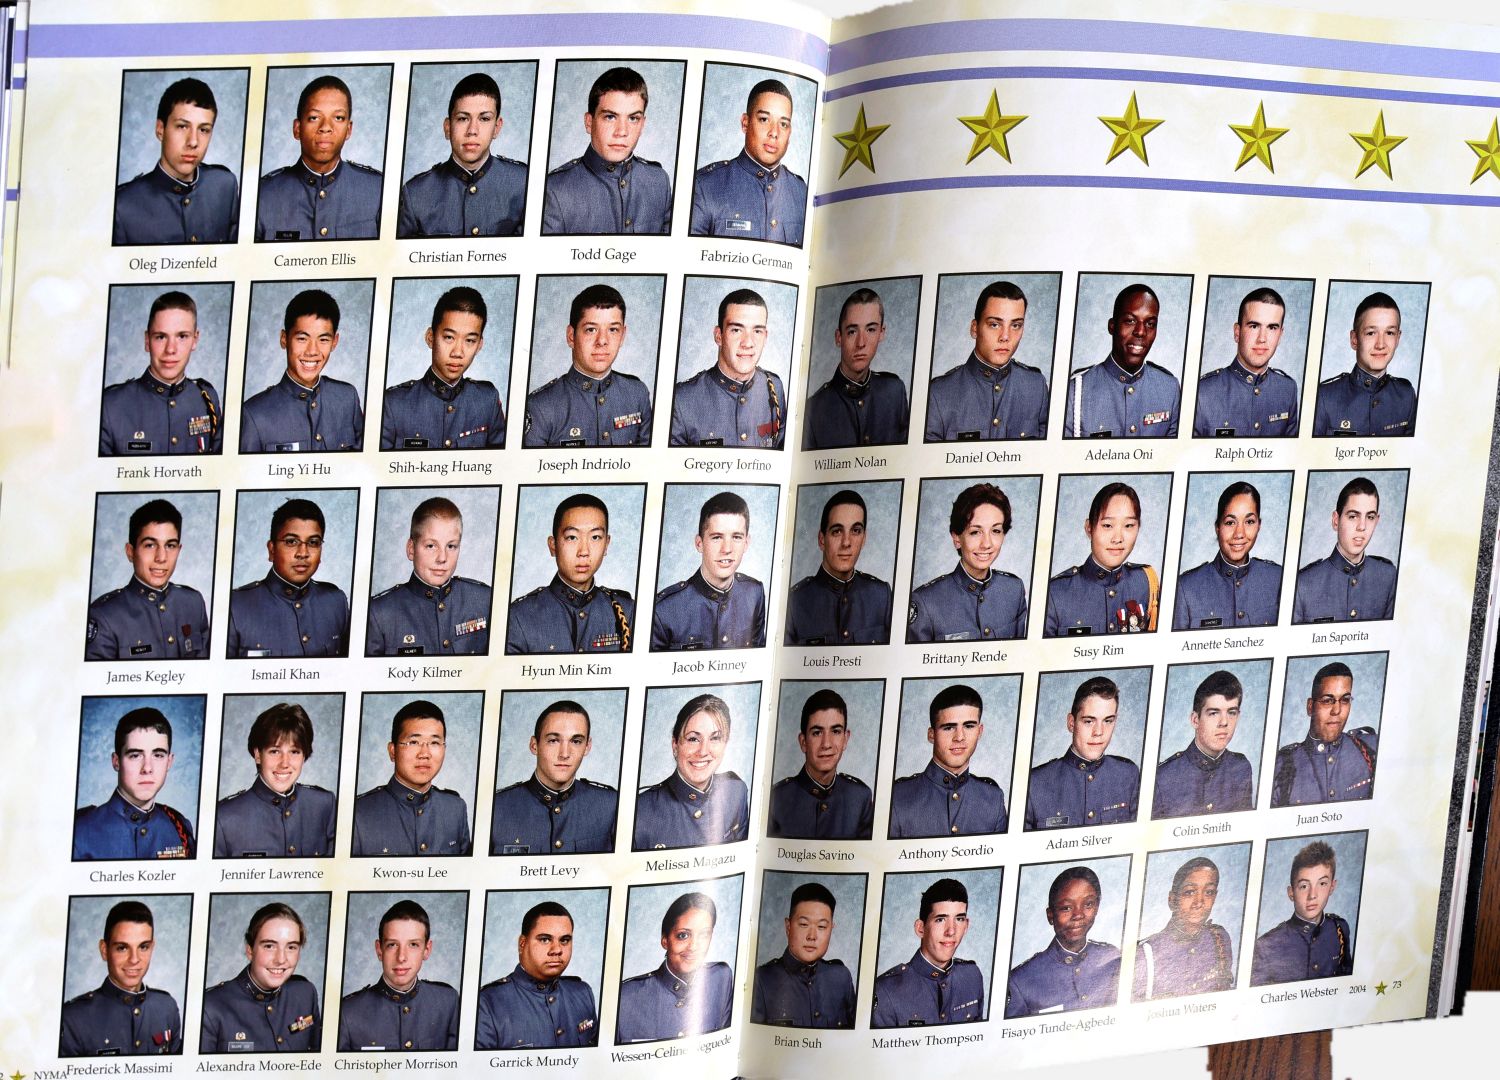 Oleg Dizenfeld
Cameron Ellis
Christian Fornes
Todd Gage
Fabrizio German
Frank Horvath
Ling Yi Hu
Shih-kang Huang
Joseph Indriolo
Gregory Iorfino
James Kegley
Ismail Khan
Kody Kilmer
Hyun Min Kim
Jacob Kinney
Charles Kozler
Jennifer Lawrence
Kwon-su Lee
Brett Levy
Melissa Magazu
Frederick Massimi
Alexandra Moore-Ede
Christopher Morrison
Garrick Mundy
Wessen-Celine
2 NYMA
William Nolan
Daniel Oehm
Adelana Oni
Ralph Ortiz
Igor Popov
Louis Presti
Brittany Rende
Susy Rim
Annette Sanchez
Ian Saporita
Douglas Savino
Anthony Scordio
Adam Silver
Colin Smith
Juan Soto
Brian Suh
Matthew Thompson
Fisayo Tunde-Agbede
Joshua Waters
Charles Webster
2004 73